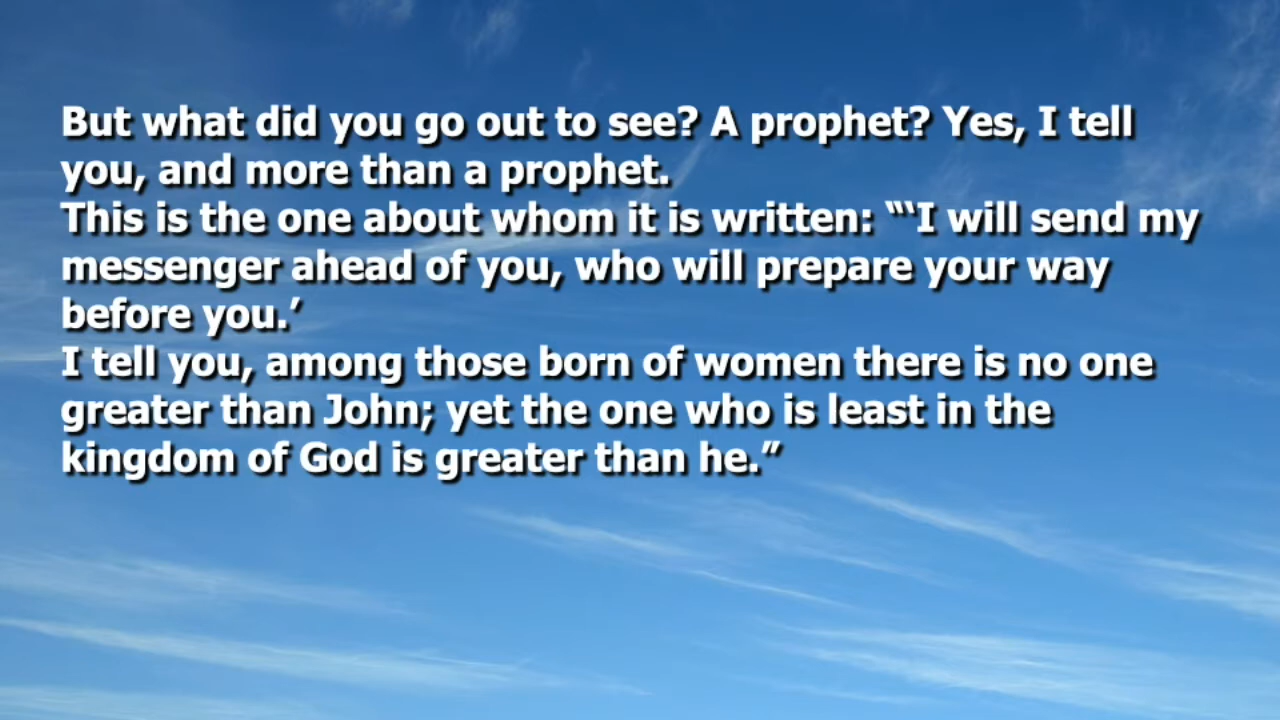 But what did you go out to see? A prophet? Yes, I tell
you, and more than a prophet.
This is the one about whom it is written: “‘I will send my
messenger ahead of you, who will prepare your way
before you.’
I tell you, among those born of women there is no one
greater than John; yet the one who is least in the
kingdom of God is greater than he.”